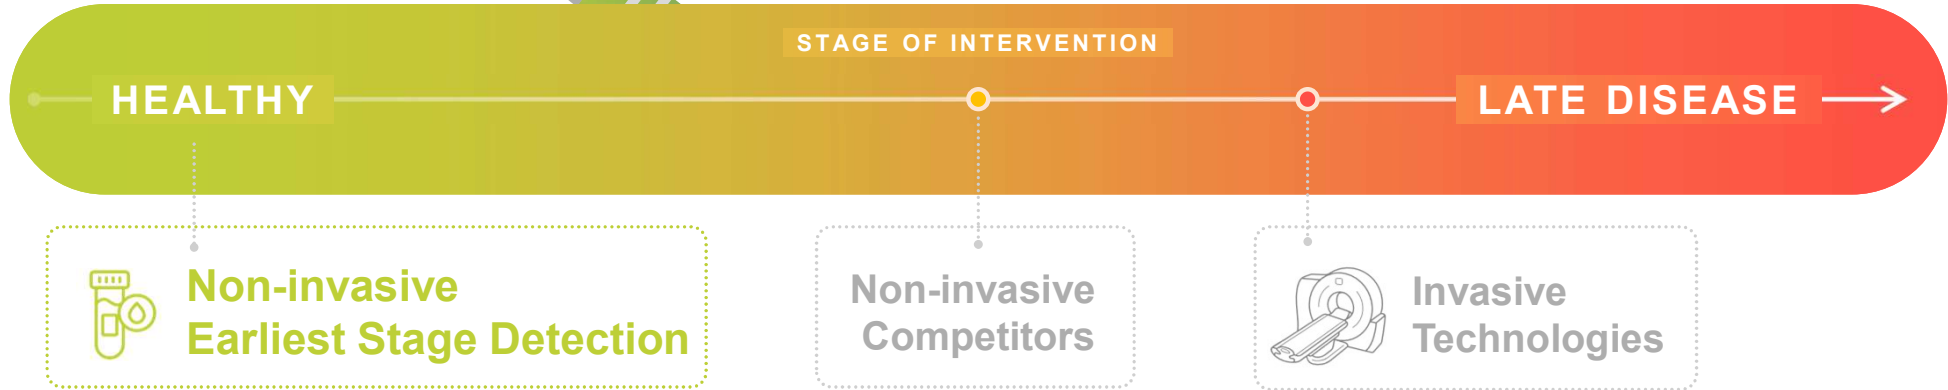 STAGE OF INTERVENTION
HEALTHY
LATE DISEASE
Non-invasive
Earliest Stage Detection
Non-invasive
Competitors
Invasive
Technologies